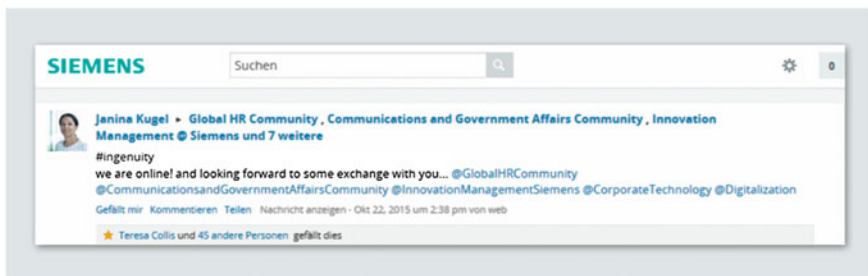 SIEMENS
Suchen
0
Janina Kugel ▸ Global HR Community , Communications and Government Affairs Community , Innovation
Management @ Siemens und 7 weitere
#ingenuity
we are online! and looking forward to some exchange with you... @GlobalHRCommunity
@CommunicationsandGovernmentAffairsCommunity @InnovationManagementSiemens @CorporateTechnology @Digitalization
Gefällt mir Kommentieren Teilen Nachricht anzeigen - Okt 22, 2015 um 2:38 pm von web
Teresa Collis und 45 andere Personen gefällt dies